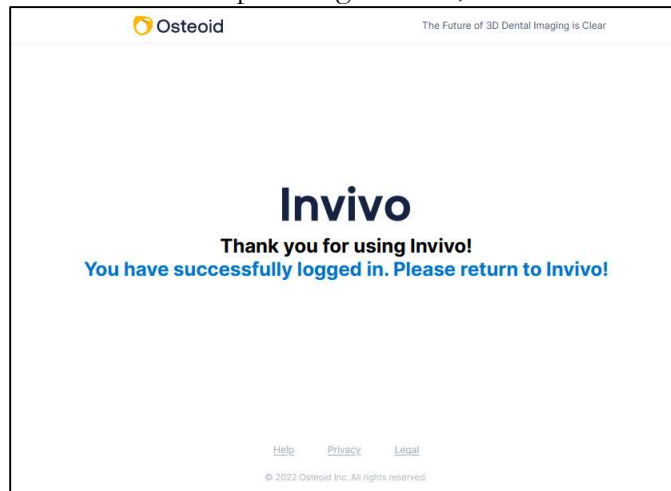 Osteoid The Future of 3D Dental Imaging is Clear
Invivo
Thank you for using Invivo!
You have successfully logged in. Please return to Invivo!
Help Privacy Legal
© 2022 Osteoid Inc. All rights reserved.